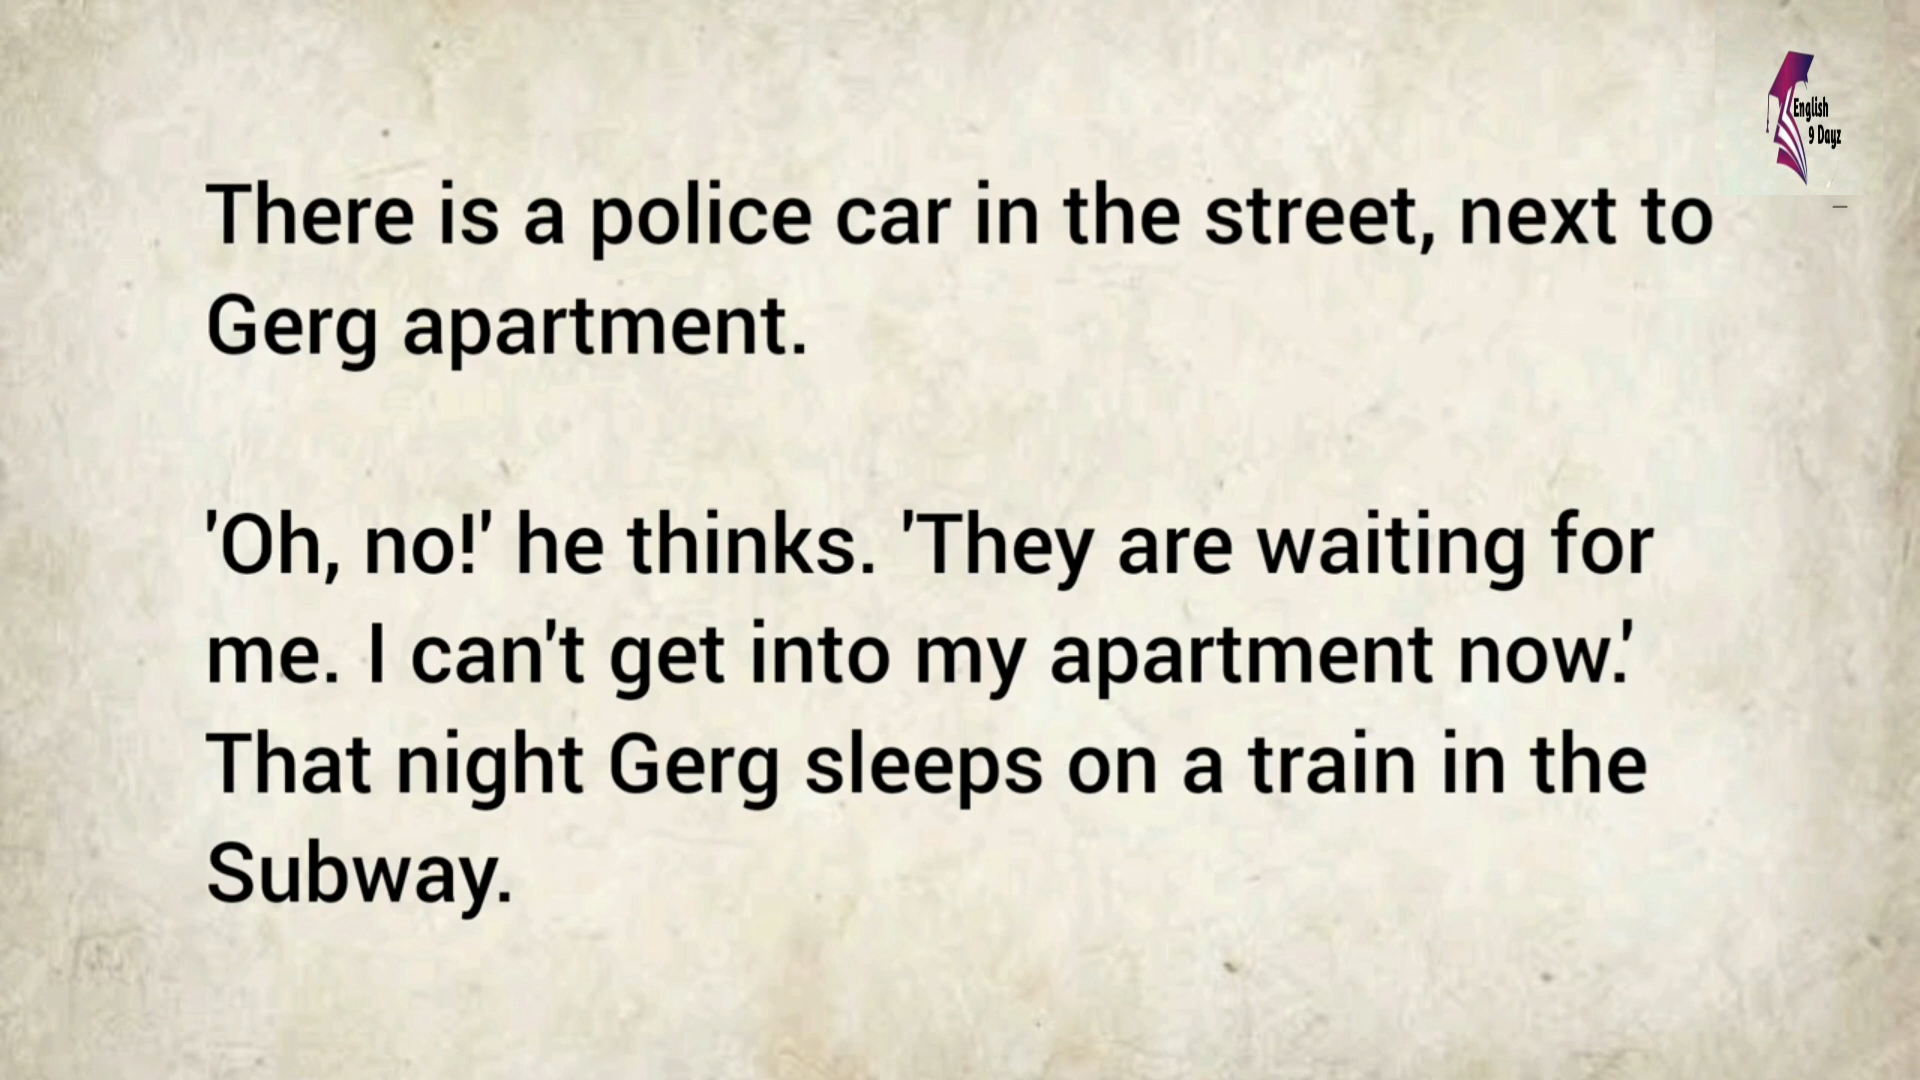 English
9 Dayz
There is a police car in the street, next to
Gerg apartment.
'Oh, no!' he thinks. 'They are waiting for
me. I can't get into my apartment now.'
That night Gerg sleeps on a train in the
Subway.